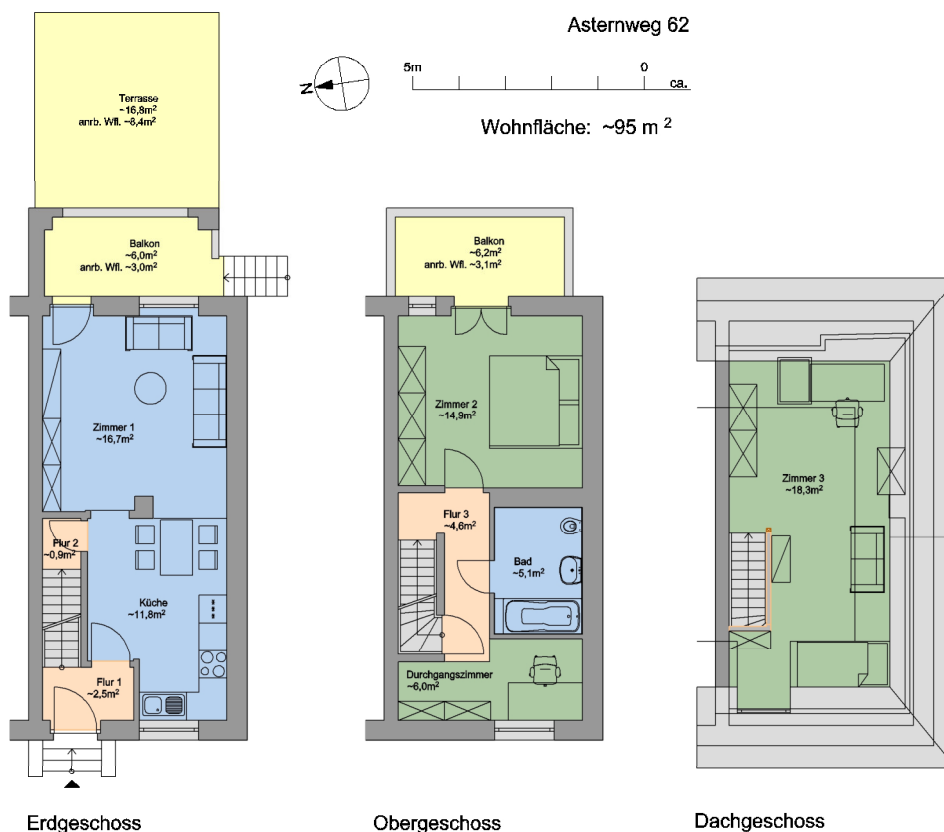 Asternweg 62
N
5m 0
ca.
Wohnfläche: ~95 m ²
Terrasse
~16,8m²
anrb. Wfl. ~8,4m²
Balkon
~6,0m²
anrb. Wfl. ~3,0m²
Zimmer 1
~16,7m²
Flur 2
~0,9m²
Küche
~11,8m²
Flur 1
~2,5m²
Erdgeschoss
Balkon
~6,2m²
anrb. Wfl. ~3,1m²
Zimmer 2
~14,9m²
Flur 3
~4,6m²
Bad
~5,1m²
Durchgangszimmer
~6,0m²
Obergeschoss
Zimmer 3
~18,3m²
Dachgeschoss